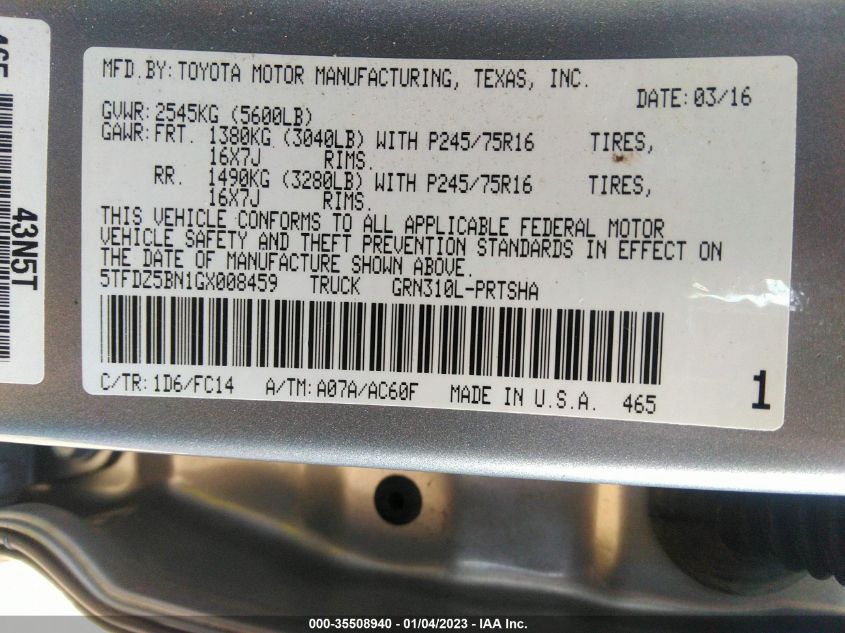 MFD.BY:TOYOTA MOTOR MANUFACTURING, TEXAS, INC.
DATE:03/16
GVWR:2545KG (5600LB)
GAWR:FRT. 1380KG (3040LB) WITH P245/75R16 TIRES,
16X7J RIMS.
RR. 1490KG (3280LB) WITH P245/75R16 TIRES,
16X7J RIMS.
THIS VEHICLE CONFORMS TO ALL APPLICABLE FEDERAL MOTOR
VEHICLE SAFETY AND THEFT PREVENTION STANDARDS IN EFFECT ON
THE DATE OF MANUFACTURE SHOWN ABOVE.
5TFDZ5BN1GX008459 TRUCK GRN310L-PRTSHA
C/TR:1D6/FC14 A/TM:A07A/AC60F MADE IN U.S.A. 465
1
43N5T
000-35508940 - 01/04/2023 - IAA Inc.